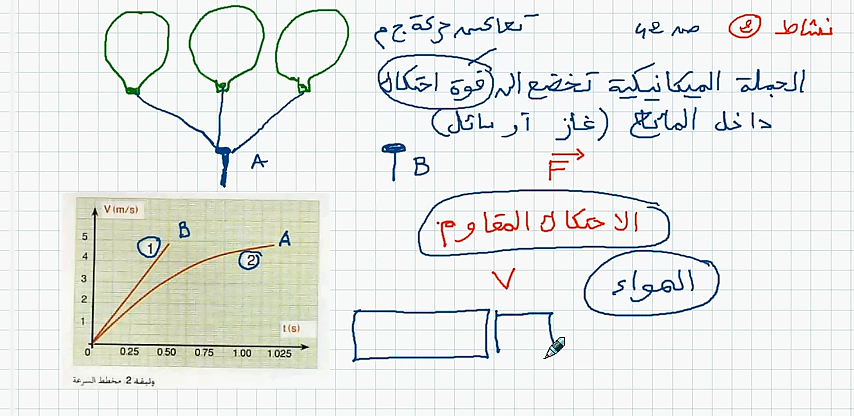 نشاط 2 ص 42
تعاكس حركة ج م
الجملة الميكانيكية تخضع الى (قوة احتكاك
داخل المائع (غاز أو سائل)
A
B
F
الاحتكاك المقاوم
V
الهواء
V (m/s)
5
4
3
2
1
0
0.25 0.50 0.75 1.00 1.025
t (s)
1
B
2
A
وثيقة 2 مخطط السرعة